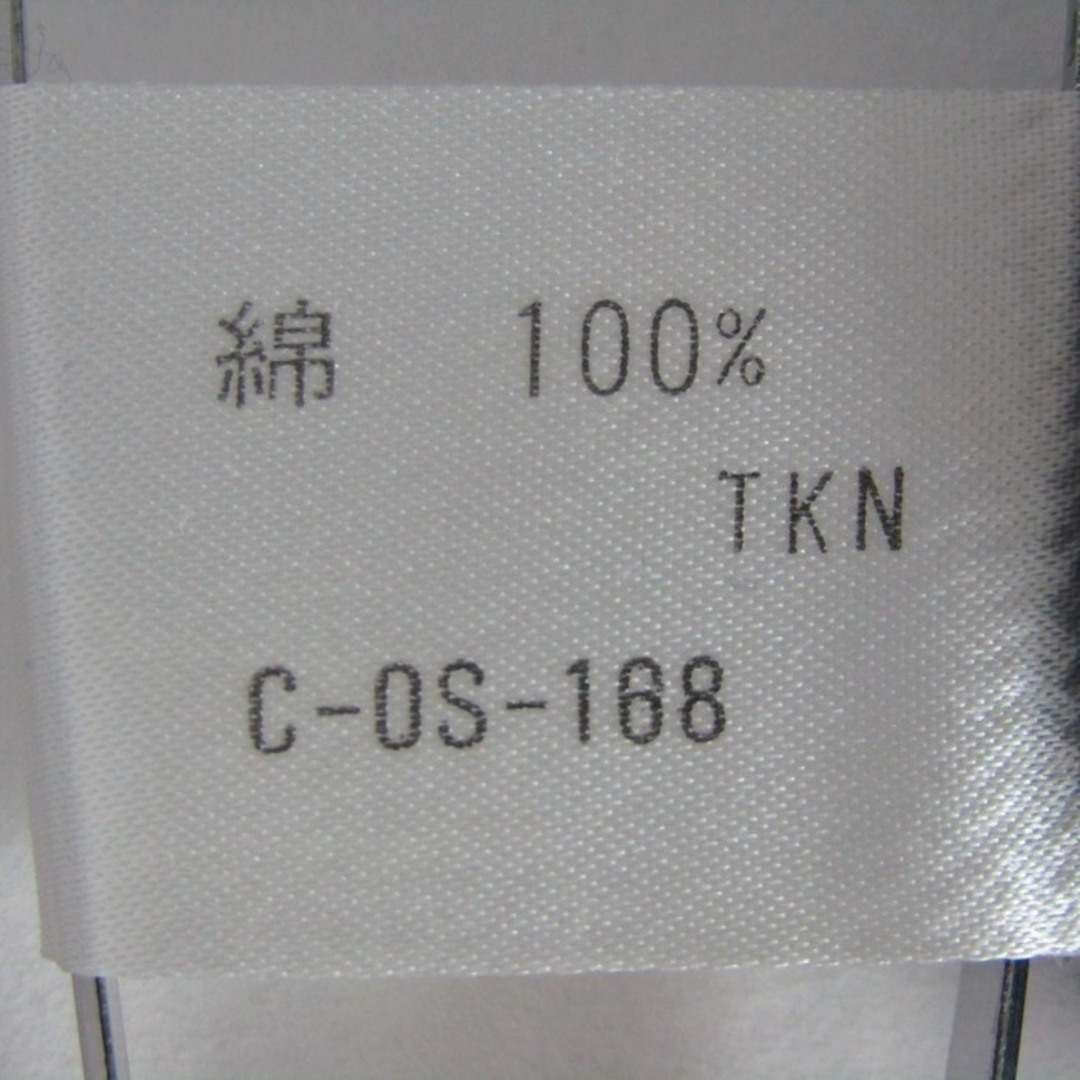 綿 100%
TKN
C-OS-168